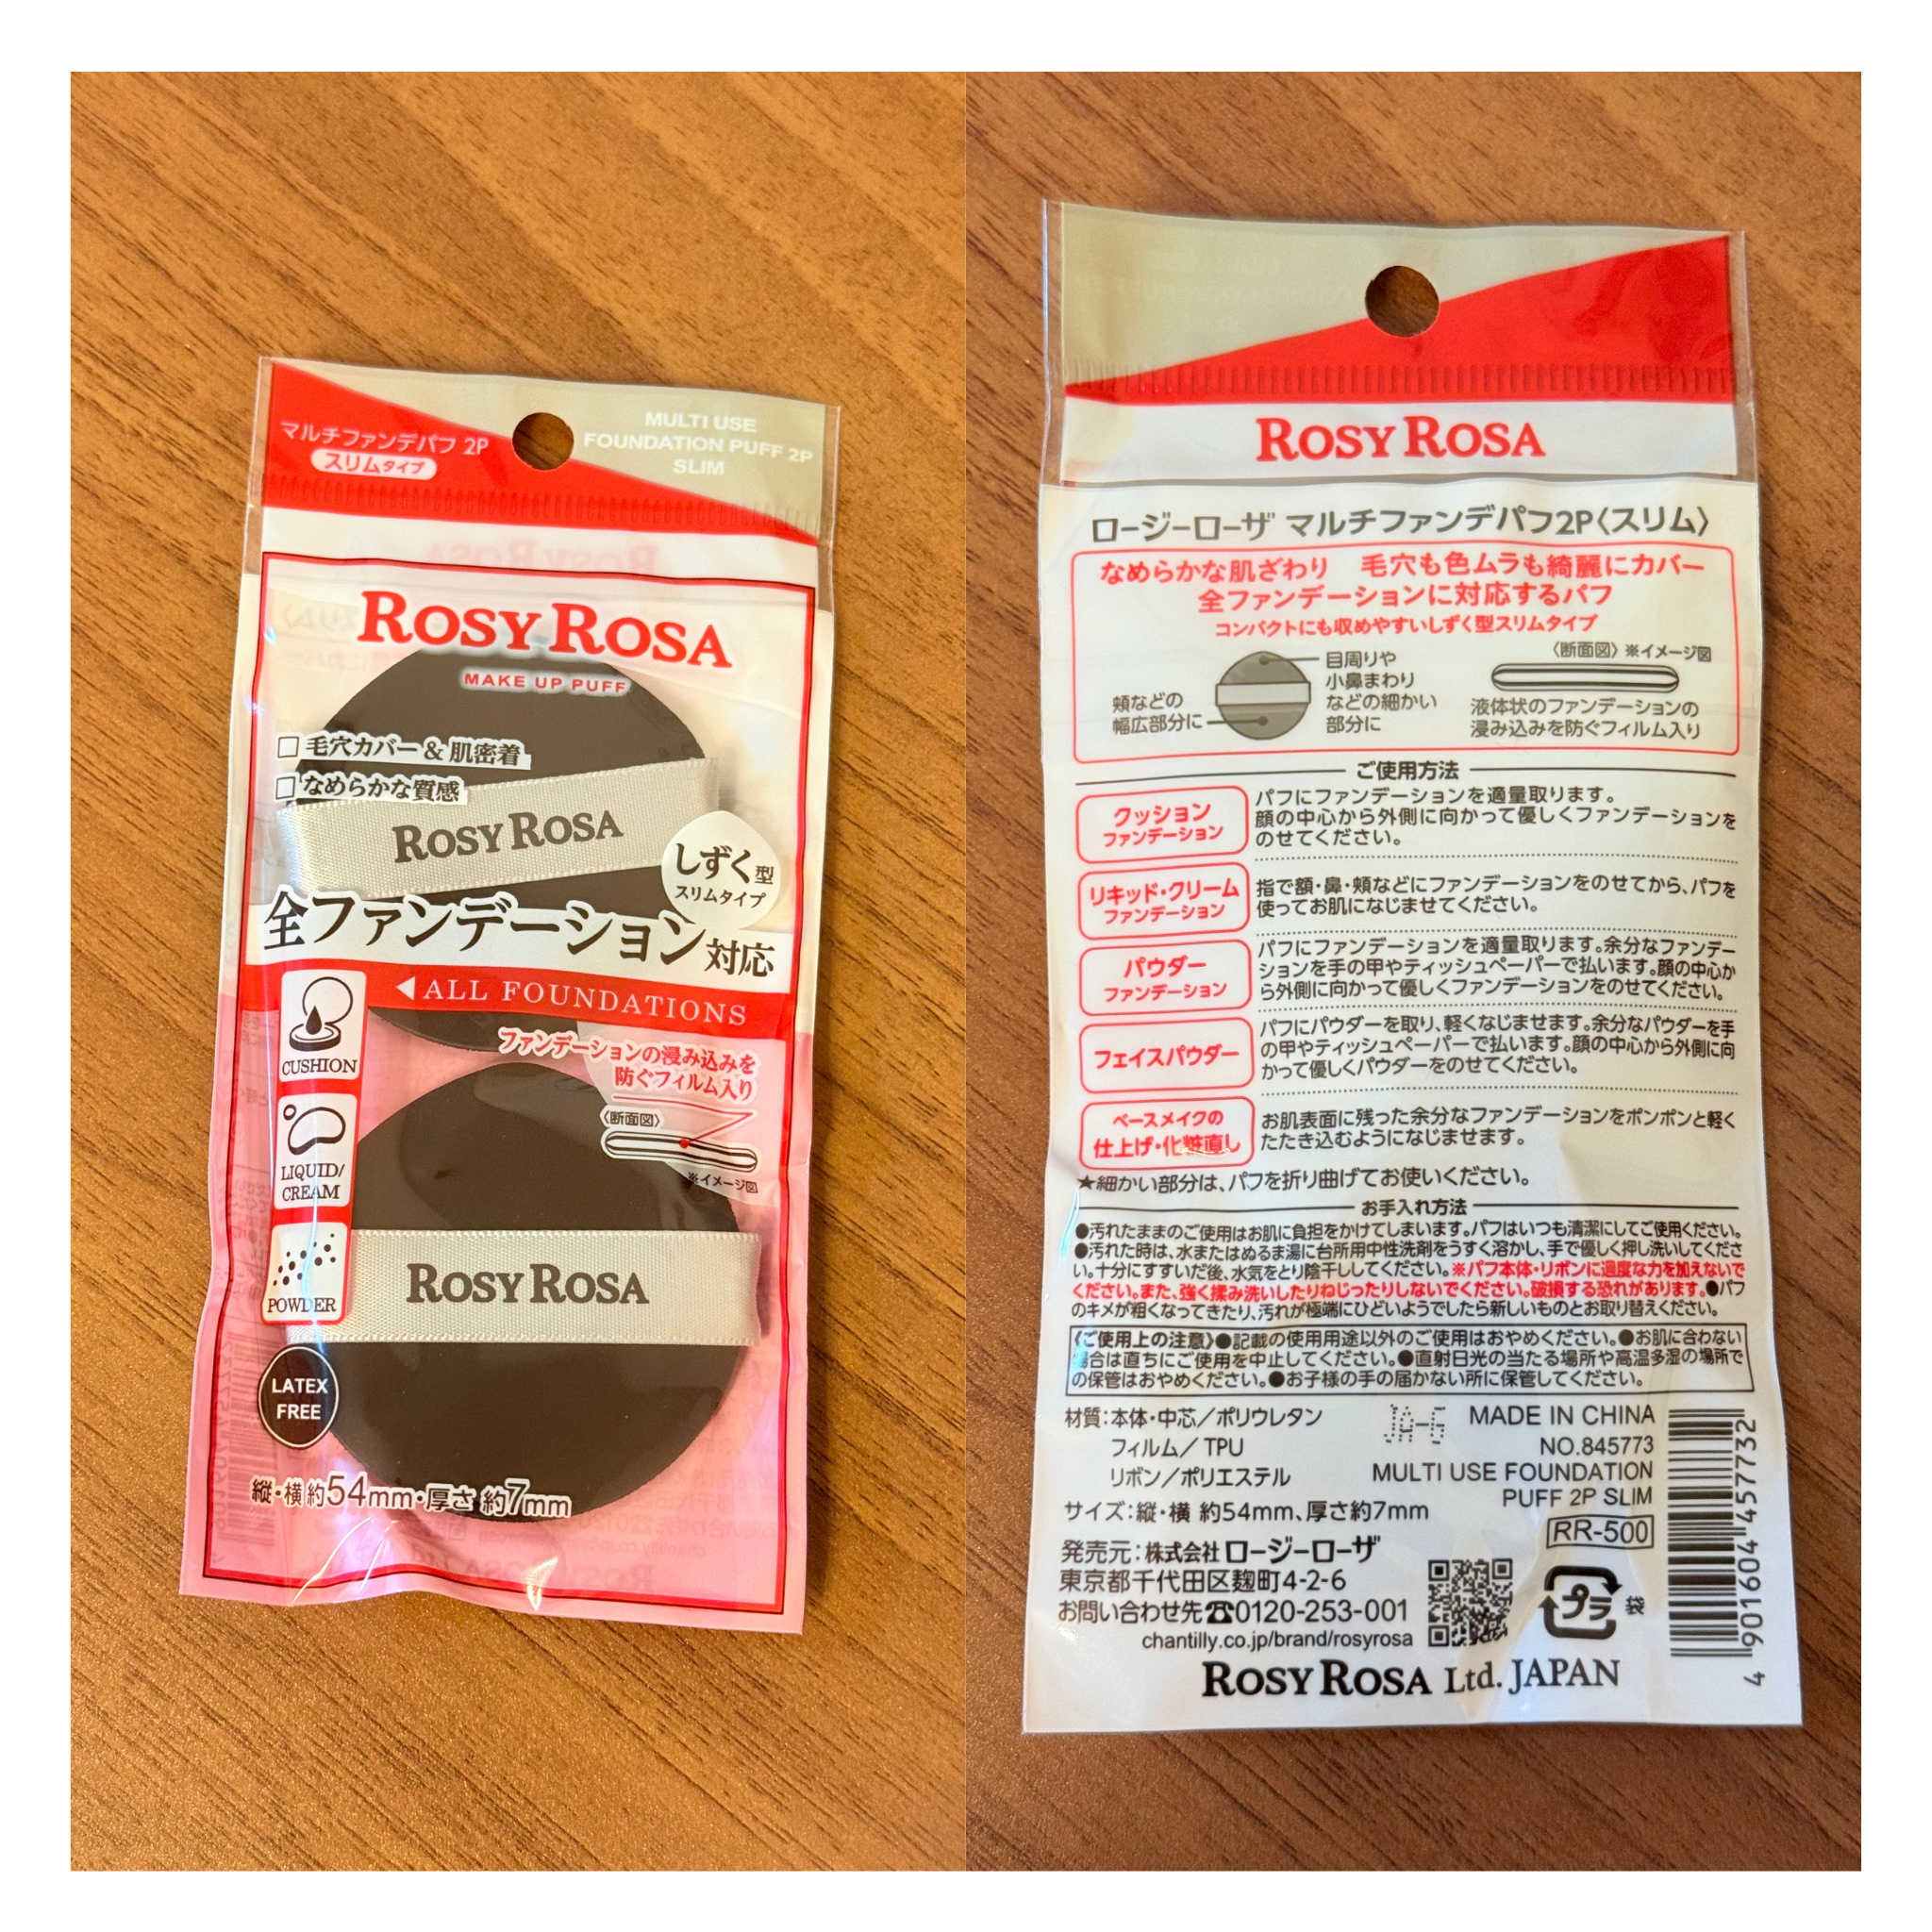 マルチファンデパフ 2P
スリムタイプ
MULTI USE
FOUNDATION PUFF 2P
SLIM
ROSY ROSA
MAKE UP PUFF
毛穴カバー & 肌密着
なめらかな質感
ROSY ROSA
しずく型
スリムタイプ
全ファンデーション対応
ALL FOUNDATIONS
CUSHION
ファンデーションの浸み込みを
防ぐフィルム入り
〈断面図〉
※イメージ図
LIQUID/
CREAM
POWDER
ROSY ROSA
LATEX
FREE
縦・横 約54mm・厚さ 約7mm
ROSY ROSA
ロージーローザ マルチファンデパフ2P〈スリム〉
なめらかな肌ざわり 毛穴も色ムラも綺麗にカバー
全ファンデーションに対応するパフ
コンパクトにも収めやすいしずく型スリムタイプ
頬などの
幅広部分に
目周りや
小鼻まわり
などの細かい
部分に
〈断面図〉※イメージ図
液体状のファンデーションの
浸み込みを防ぐフィルム入り
ご使用方法
クッション
ファンデーション
パフにファンデーションを適量取ります。
顔の中心から外側に向かって優しくファンデーションを
のせてください。
リキッド・クリーム
ファンデーション
指で額・鼻・頬などにファンデーションをのせてから、パフを
使ってお肌になじませてください。
パウダー
ファンデーション
パフにファンデーションを適量取ります。余分なファンデー
ションを手の甲やティッシュペーパーで払います。顔の中心か
ら外側に向かって優しくファンデーションをのせてください。
フェイスパウダー
パフにパウダーを取り、軽くなじませます。余分なパウダーを手
の甲やティッシュペーパーで払います。顔の中心から外側に向
かって優しくパウダーをのせてください。
ベースメイクの
仕上げ・化粧直し
お肌表面に残った余分なファンデーションをポンポンと軽く
たたき込むようになじませます。
★細かい部分は、パフを折り曲げてお使いください。
お手入れ方法
●汚れたままのご使用はお肌に負担をかけてしまいます。パフはいつも清潔にしてご使用ください。
●汚れた時は、水またはぬるま湯に台所用中性洗剤をうすく溶かし、手で優しく押し洗いしてくださ
い。十分にすすいだ後、水気をとり陰干ししてください。※パフ本体・リボンに過度な力を加えないで
ください。また、強く揉み洗いしたりねじったりしないでください。破損する恐れがあります。●パフ
のキメが粗くなってきたり、汚れが極端にひどいようでしたら新しいものとお取り替えください。
《ご使用上の注意》●記載の使用用途以外のご使用はおやめください。●お肌に合わない
場合は直ちにご使用を中止してください。●直射日光の当たる場所や高温多湿の場所で
の保管はおやめください。●お子様の手の届かない所に保管してください。
材質：本体・中芯／ポリウレタン
フィルム／TPU
リボン／ポリエステル
サイズ：縦・横 約54mm、厚さ約7mm
JA-G
MADE IN CHINA
NO.845773
MULTI USE FOUNDATION
PUFF 2P SLIM
RR-500
発売元：株式会社ロージーローザ
東京都千代田区麹町4-2-6
お問い合わせ先☎0120-253-001
chantilly.co.jp/brand/rosyrosa
プラ
袋
4 901604 457732
ROSY ROSA Ltd. JAPAN